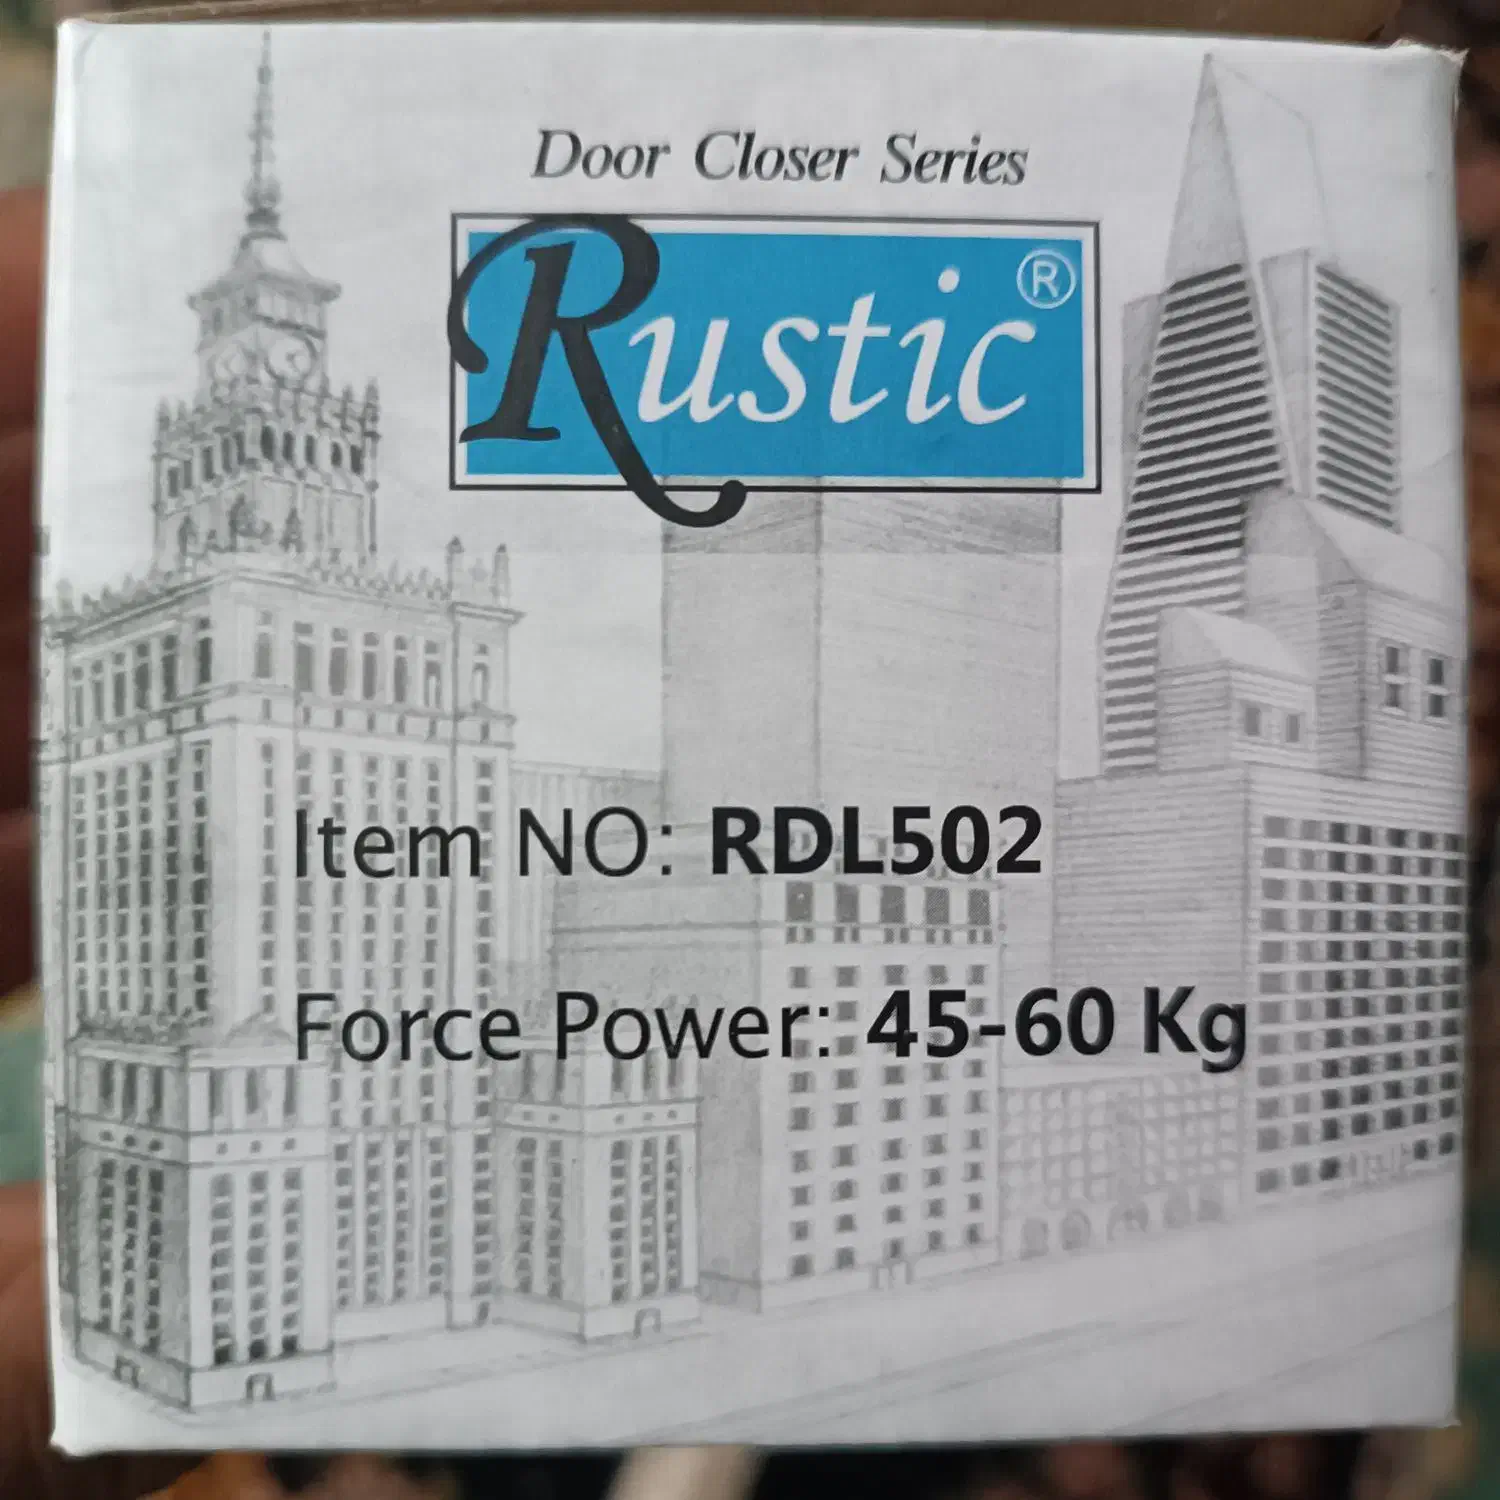 Door Closer Series
Rustic®
Item NO: RDL502
Force Power: 45-60 Kg